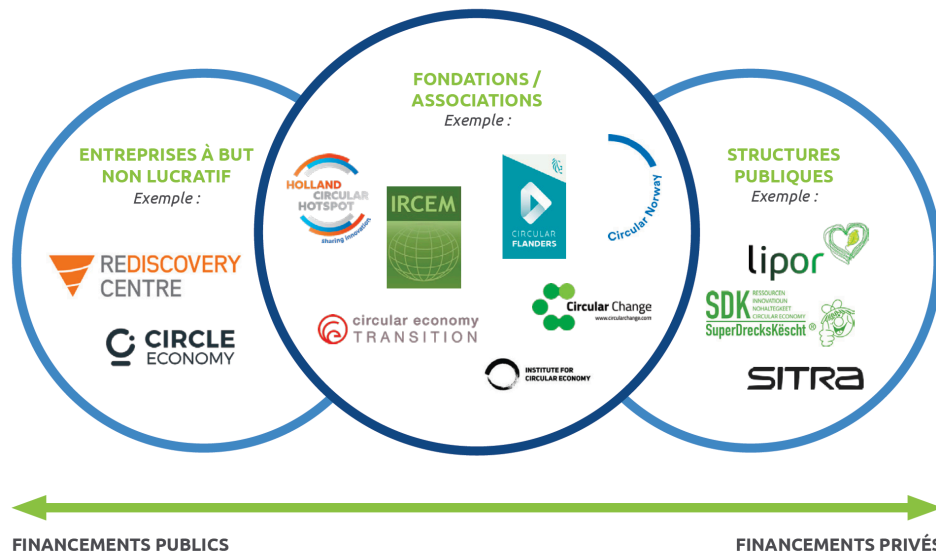 FONDATIONS /
ASSOCIATIONS
Exemple :
ENTREPRISES À BUT
NON LUCRATIF
Exemple :
STRUCTURES
PUBLIQUES
Exemple :
HOLLAND
CIRCULAR
HOTSPOT
sharing innovation
IRCEM
CIRCULAR
FLANDERS
Circular Norway
REDISCOVERY
CENTRE
CIRCLE
ECONOMY
circular economy
TRANSITION
Circular Change
www.circularchange.com
INSTITUTE FOR
CIRCULAR ECONOMY
lipor
SDK
RESSOURCEN
INNOVATIOUN
NOHALTEGKEET
CIRCULAR ECONOMY
SuperDrecksKëscht ®
SITRA
FINANCEMENTS PUBLICS
FINANCEMENTS PRIVÉS